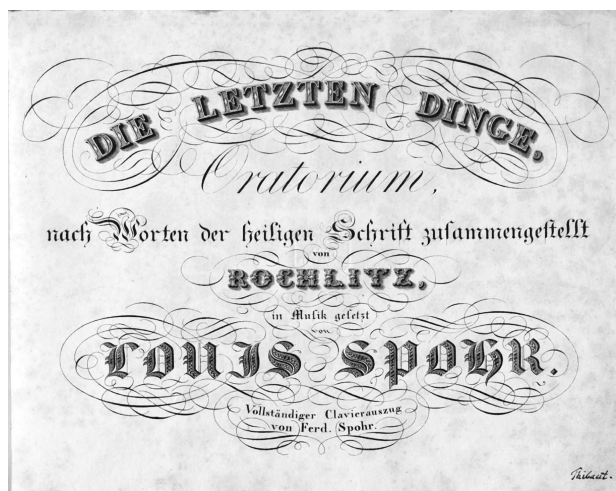 DIE LETZTEN DINGE,
Oratorium,
nach Worten der heiligen Schrift zuſammengeſtellt
von
ROCHLITZ,
in Muſik geſetzt
von
LOUIS SPOHR.
Vollständiger Clavierauszug
von Ferd. Spohr.
Thibaut.